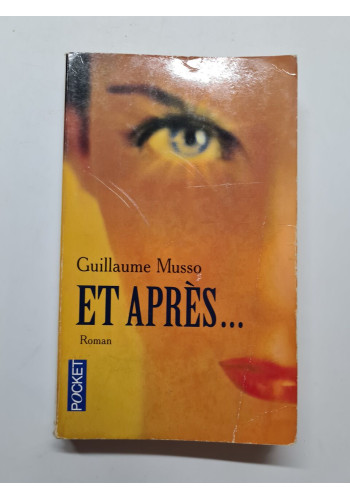 Guillaume Musso
ET APRÈS...
Roman
POCKET